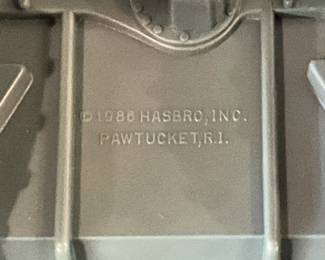 ©1986 HASBRO, INC.
PAWTUCKET, R.I.